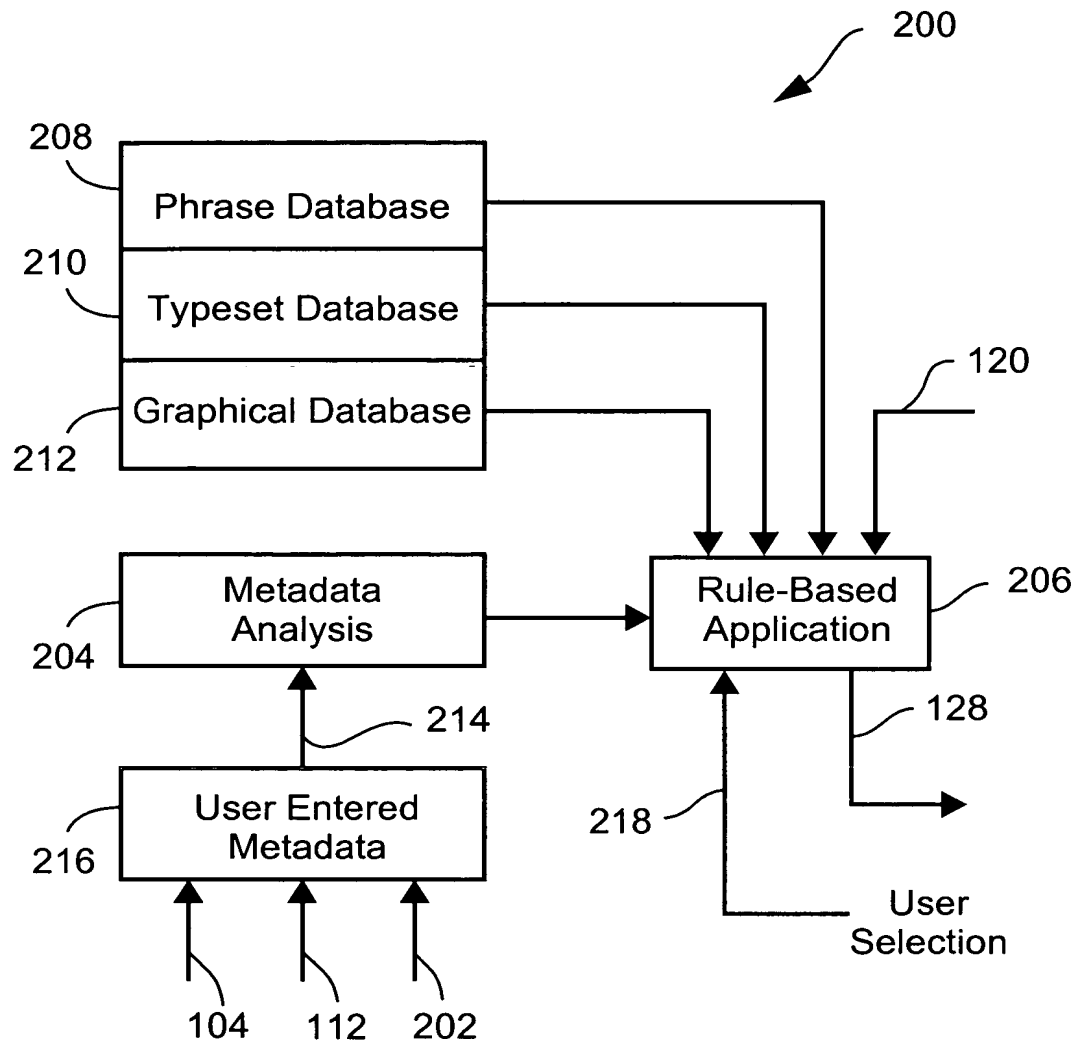 200
208
Phrase Database
210
Typeset Database
120
Graphical Database
212
Metadata
Analysis
204
Rule-Based
Application
206
214
128
User Entered
Metadata
216
218
User
Selection
104
112
202